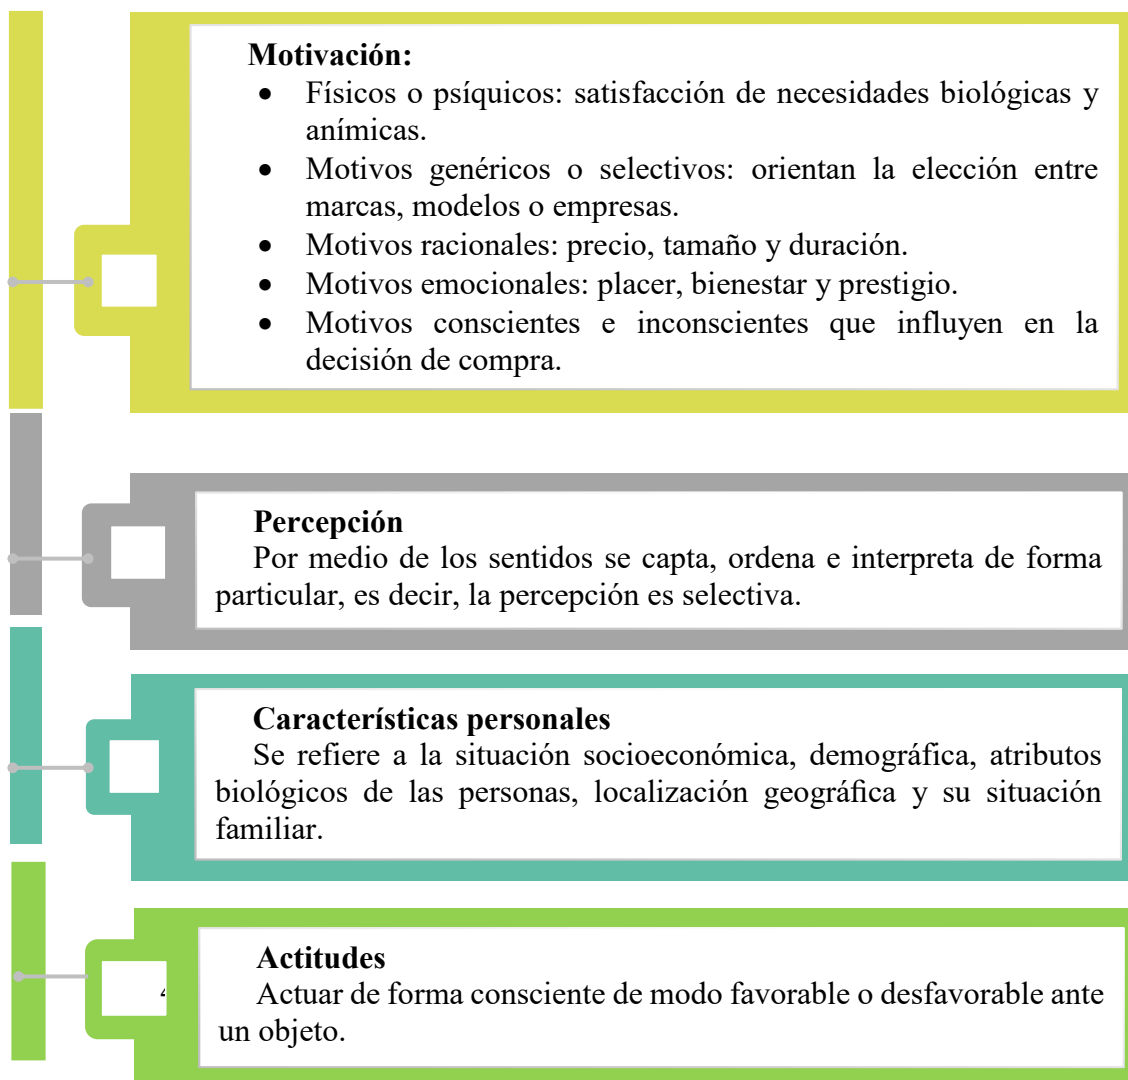 Motivación:
• Físicos o psíquicos: satisfacción de necesidades biológicas y
anímicas.
• Motivos genéricos o selectivos: orientan la elección entre
marcas, modelos o empresas.
• Motivos racionales: precio, tamaño y duración.
• Motivos emocionales: placer, bienestar y prestigio.
• Motivos conscientes e inconscientes que influyen en la
decisión de compra.
Percepción
Por medio de los sentidos se capta, ordena e interpreta de forma
particular, es decir, la percepción es selectiva.
Características personales
Se refiere a la situación socioeconómica, demográfica, atributos
biológicos de las personas, localización geográfica y su situación
familiar.
Actitudes
Actuar de forma consciente de modo favorable o desfavorable ante
un objeto.